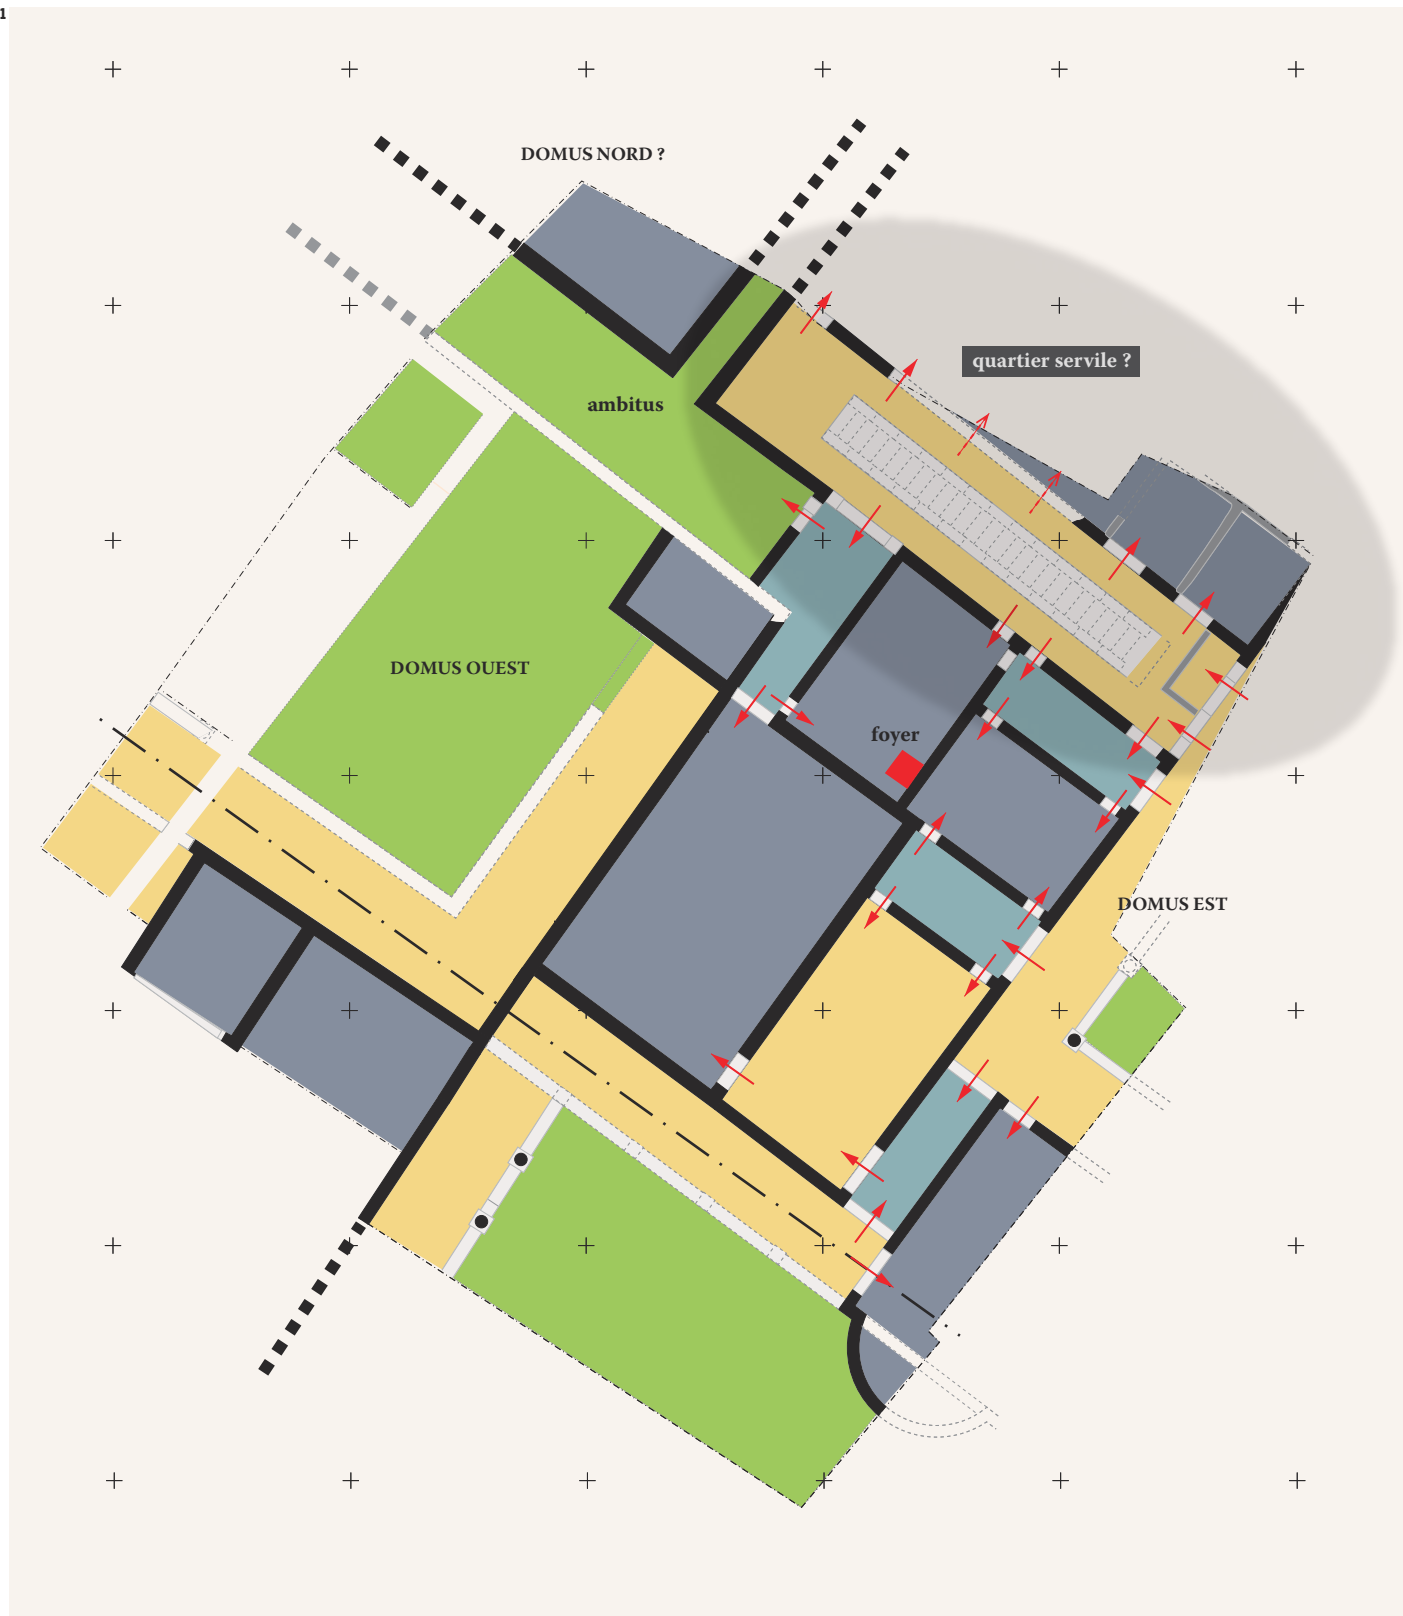 1
DOMUS NORD ?
quartier servile ?
ambitus
DOMUS OUEST
foyer
DOMUS EST